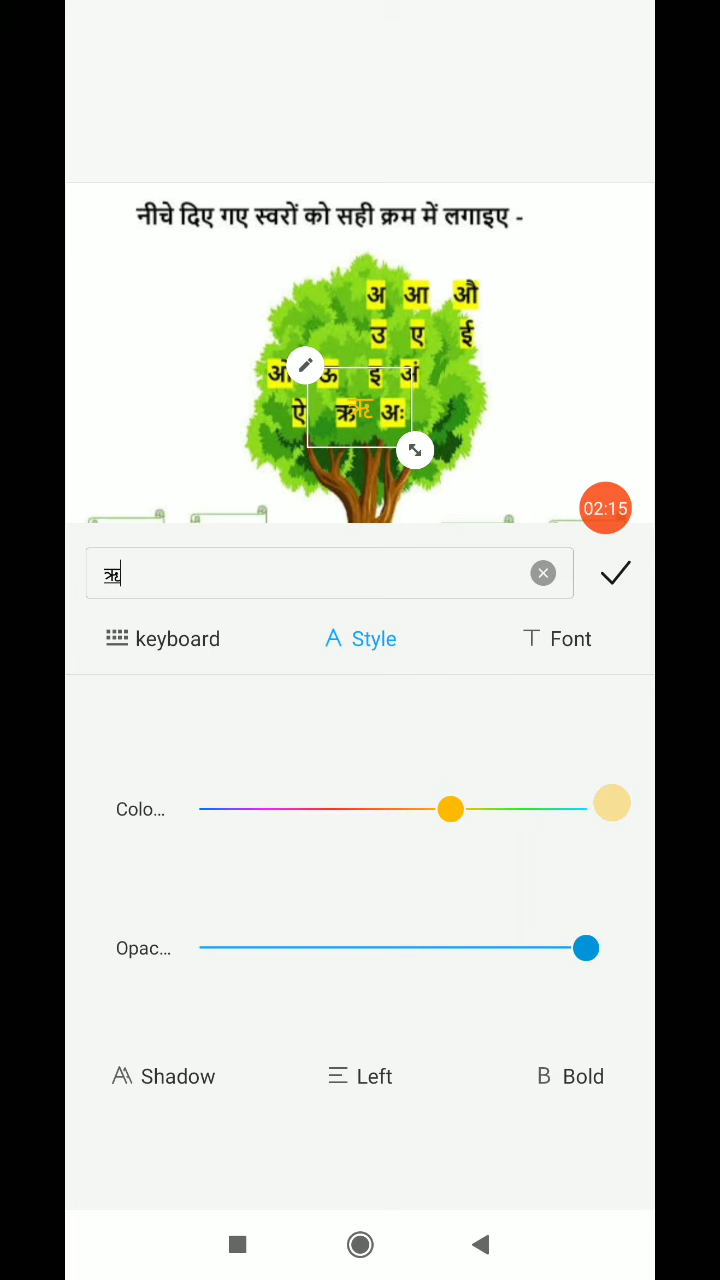 नीचे दिए गए स्वरों को सही क्रम में लगाइए -
अ आ औ
उ ए ई
ओ ऊ इ अं
ऐ ऋ ऋ अः
02:15
ऋ
keyboard Style Font
Colo...
Opac...
Shadow Left Bold